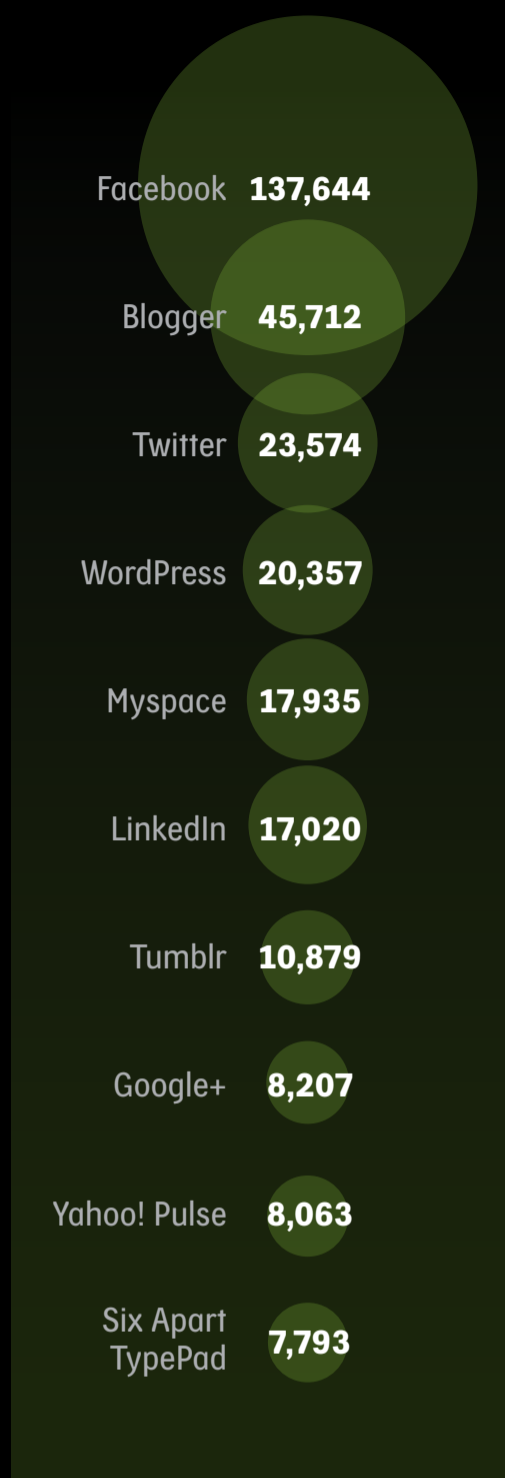 Facebook 137,644
Blogger 45,712
Twitter 23,574
WordPress 20,357
Myspace 17,935
LinkedIn 17,020
Tumblr 10,879
Google+ 8,207
Yahoo! Pulse 8,063
Six Apart
TypePad 7,793